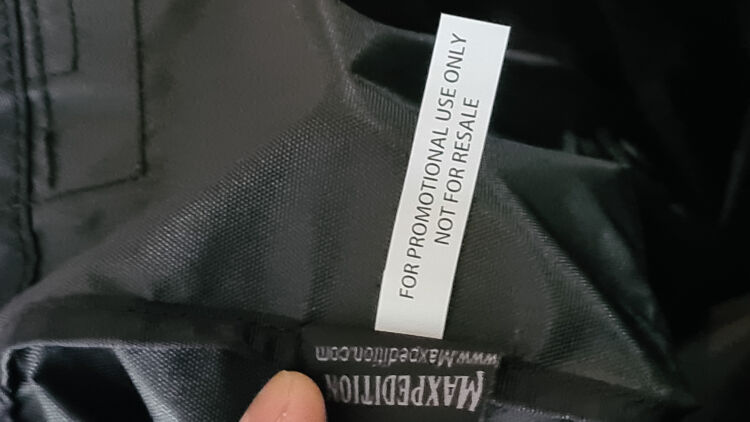 FOR PROMOTIONAL USE ONLY
NOT FOR RESALE
MAXPEDITION
www.Maxpedition.com